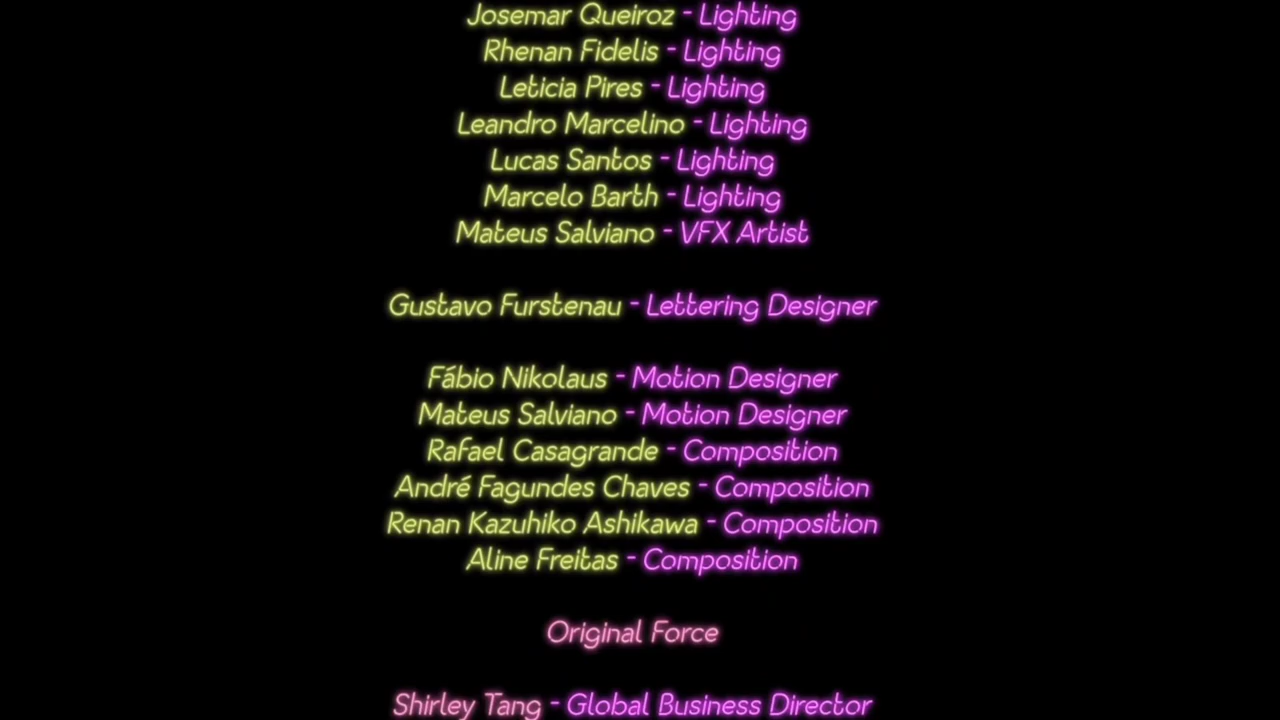 Josemar Queiroz - Lighting
Rhenan Fidelis - Lighting
Leticia Pires - Lighting
Leandro Marcelino - Lighting
Lucas Santos - Lighting
Marcelo Barth - Lighting
Mateus Salviano - VFX Artist
Gustavo Furstenau - Lettering Designer
Fábio Nikolaus - Motion Designer
Mateus Salviano - Motion Designer
Rafael Casagrande - Composition
André Fagundes Chaves - Composition
Renan Kazuhiko Ashikawa - Composition
Aline Freitas - Composition
Original Force
Shirley Tang - Global Business Director